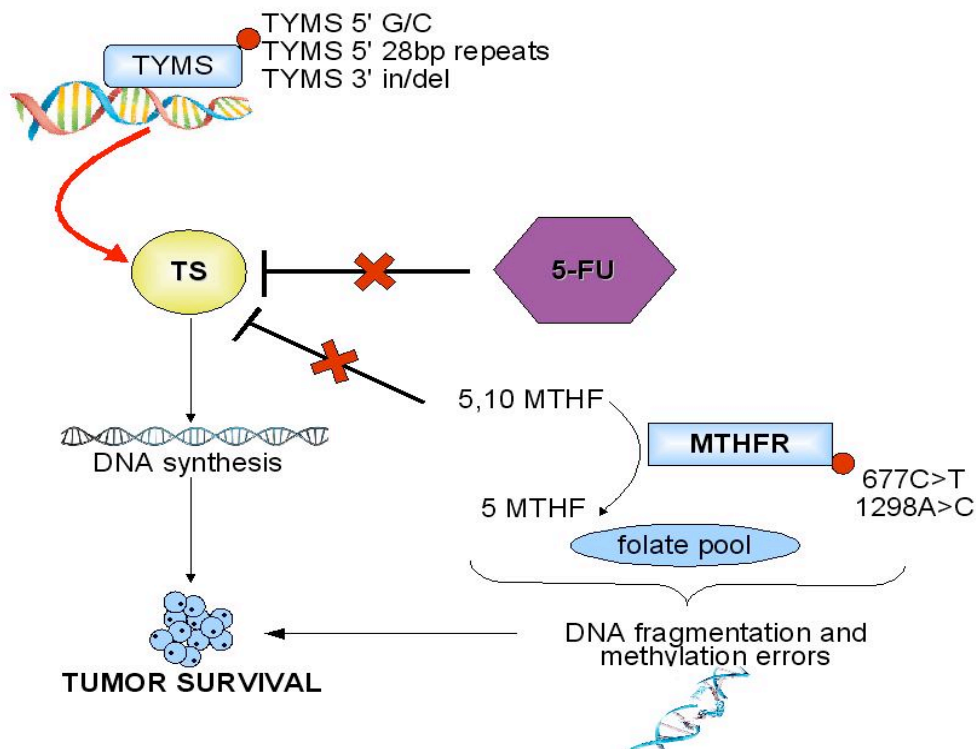 TYMS
TYMS 5' G/C
TYMS 5' 28bp repeats
TYMS 3' in/del
TS
5-FU
5,10 MTHF
MTHFR
677C>T
1298A>C
5 MTHF
folate pool
DNA synthesis
DNA fragmentation and
methylation errors
TUMOR SURVIVAL